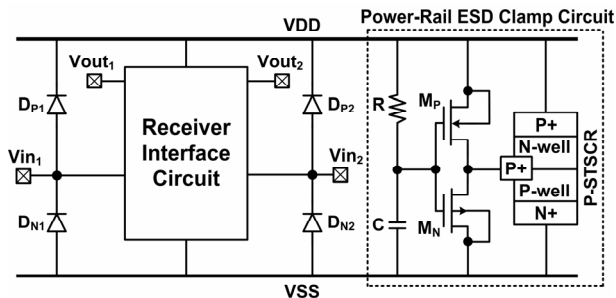 Power-Rail ESD Clamp Circuit
VDD
Vout1
Vout2
DP1
DP2
R
MP
P+
N-well
P+
P-well
N+
P-STSCR
Receiver
Interface
Circuit
Vin1
Vin2
DN1
DN2
C
MN
VSS